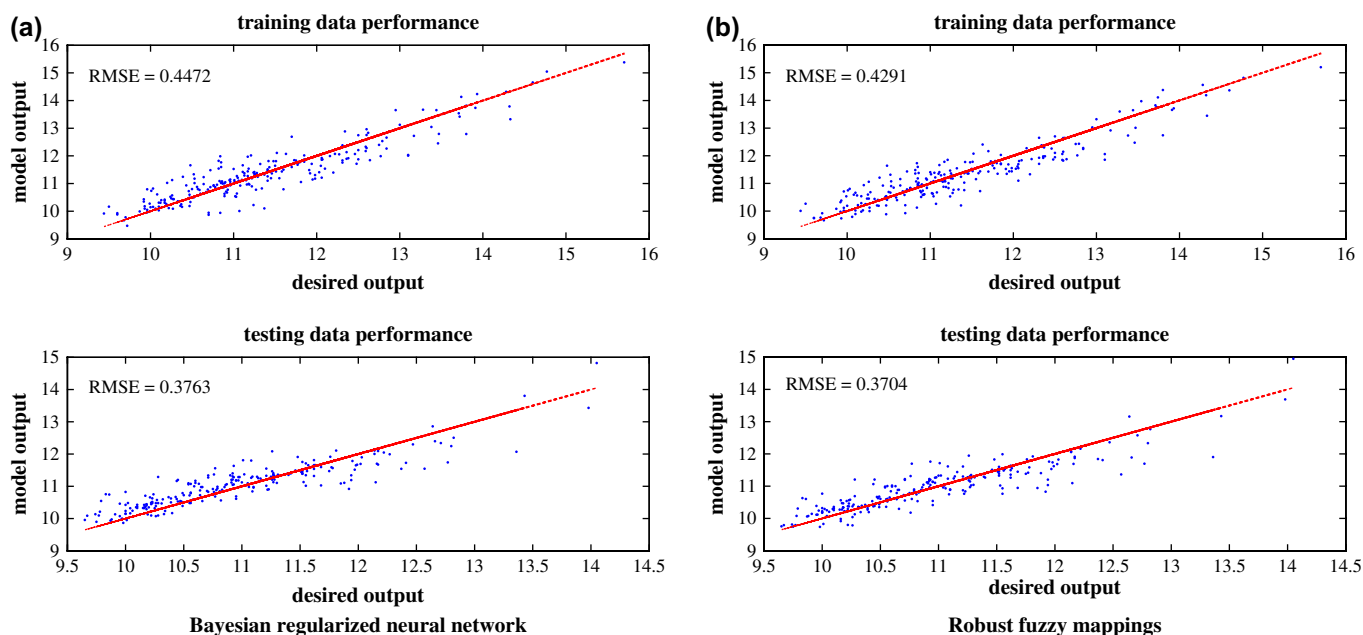 (a)
training data performance
RMSE = 0.4472
model output
16
15
14
13
12
11
10
9
9 10 11 12 13 14 15 16
desired output
testing data performance
RMSE = 0.3763
model output
15
14
13
12
11
10
9
9.5 10 10.5 11 11.5 12 12.5 13 13.5 14 14.5
desired output
Bayesian regularized neural network
(b)
training data performance
RMSE = 0.4291
model output
16
15
14
13
12
11
10
9
9 10 11 12 13 14 15 16
desired output
testing data performance
RMSE = 0.3704
model output
15
14
13
12
11
10
9
9.5 10 10.5 11 11.5 12 12.5 13 13.5 14 14.5
desired output
Robust fuzzy mappings